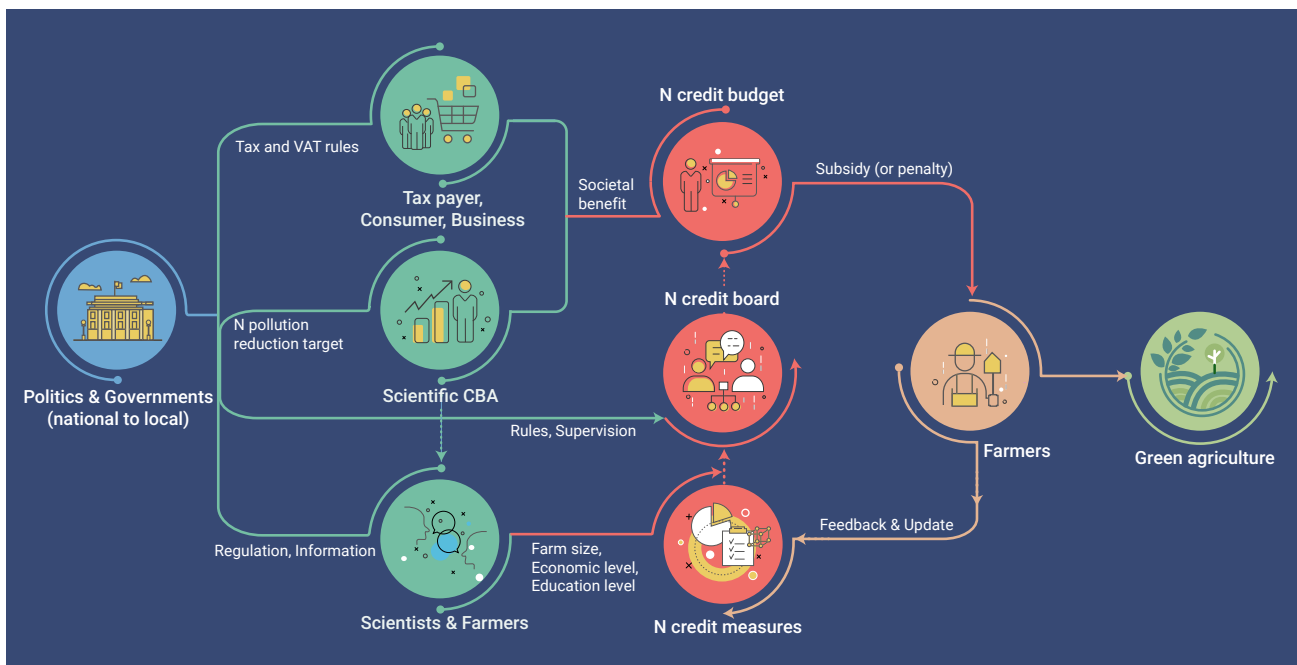 N credit budget
Tax and VAT rules
Subsidy (or penalty)
Tax payer,
Consumer, Business
Societal
benefit
N credit board
N pollution
reduction target
Politics & Governments
(national to local)
Scientific CBA
Rules, Supervision
Farmers
Green agriculture
Regulation, Information
Farm size,
Economic level,
Education level
Feedback & Update
Scientists & Farmers
N credit measures